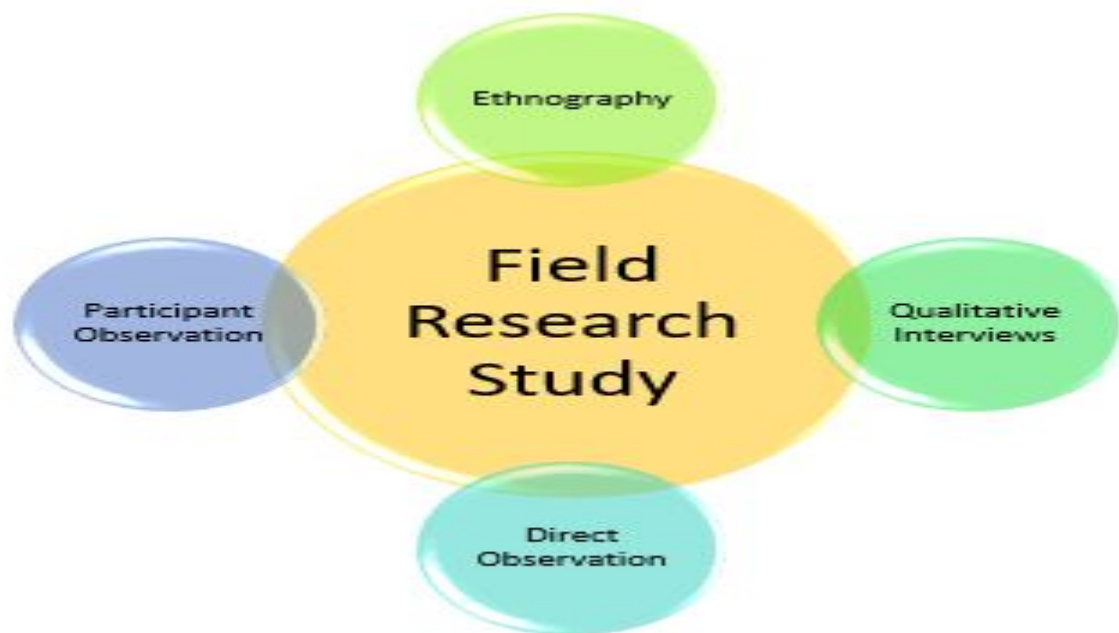 Ethnography
Field
Research
Study
Participant
Observation
Qualitative
Interviews
Direct
Observation